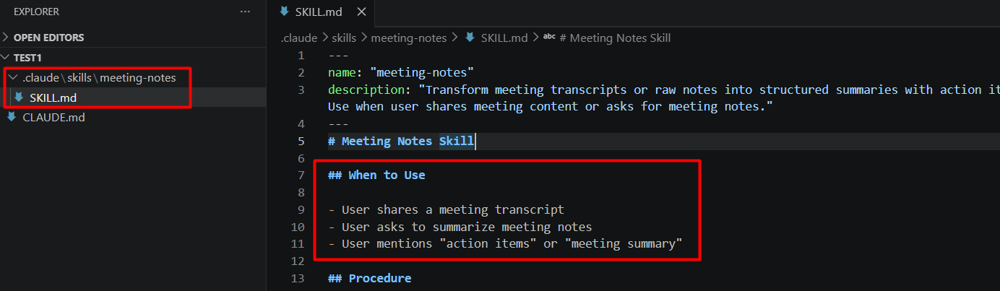 EXPLORER
···
OPEN EDITORS
TEST1
.claude\skills\meeting-notes
SKILL.md
CLAUDE.md
SKILL.md
.claude > skills > meeting-notes > SKILL.md > abc # Meeting Notes Skill
1 ---
2 name: "meeting-notes"
3 description: "Transform meeting transcripts or raw notes into structured summaries with action it
Use when user shares meeting content or asks for meeting notes."
4 ---
5 # Meeting Notes Skill
6
7 ## When to Use
8
9 - User shares a meeting transcript
10 - User asks to summarize meeting notes
11 - User mentions "action items" or "meeting summary"
12
13 ## Procedure